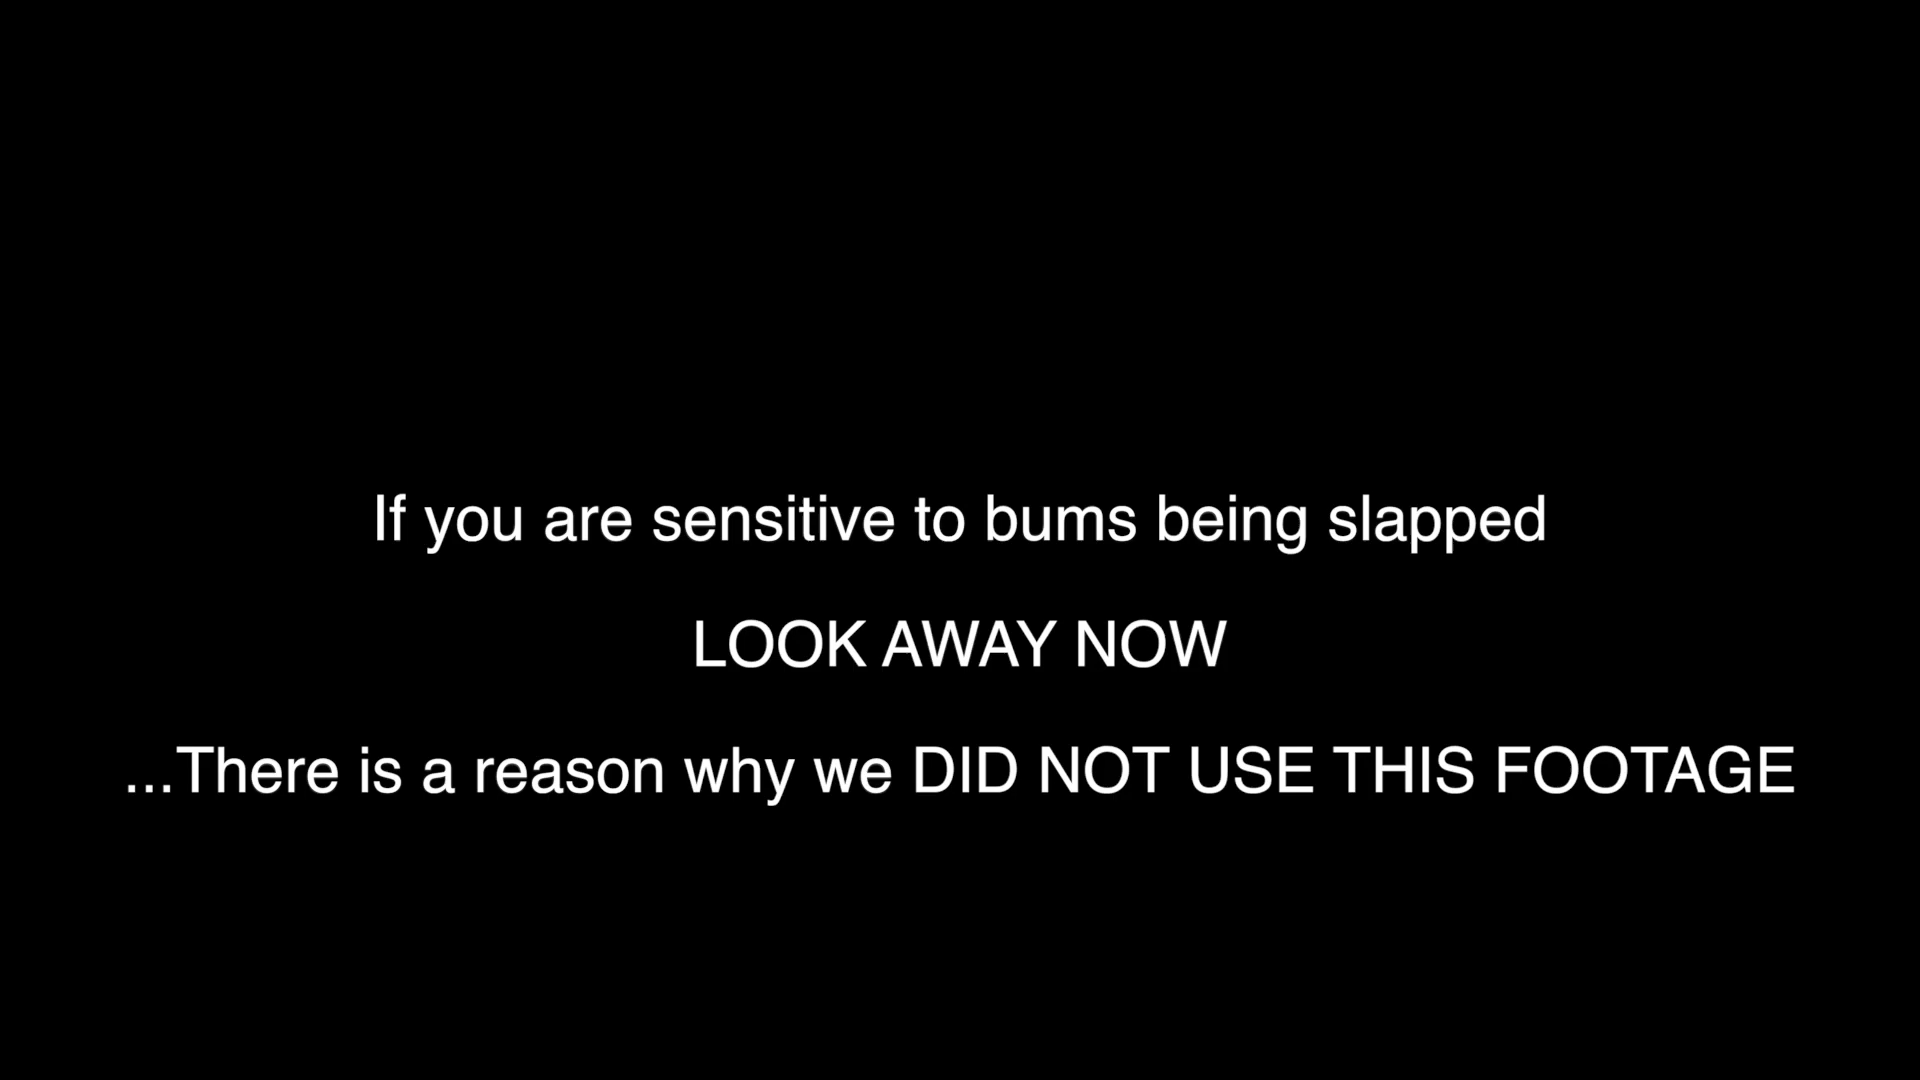 If you are sensitive to bums being slapped
LOOK AWAY NOW
...There is a reason why we DID NOT USE THIS FOOTAGE